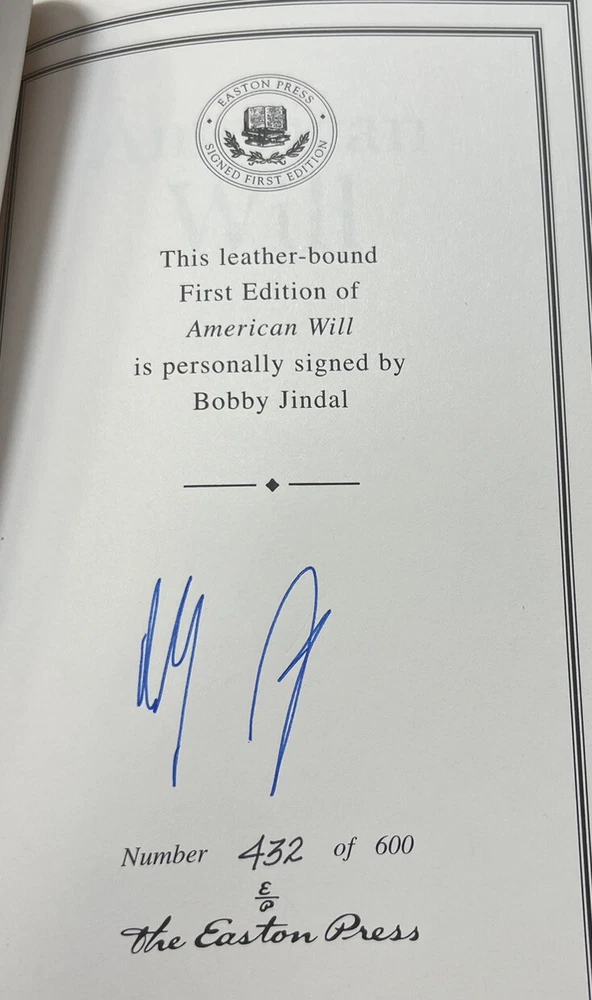 EASTON PRESS
SIGNED FIRST EDITION
This leather-bound
First Edition of
American Will
is personally signed by
Bobby Jindal
Number 432 of 600
E
P
the Easton Press